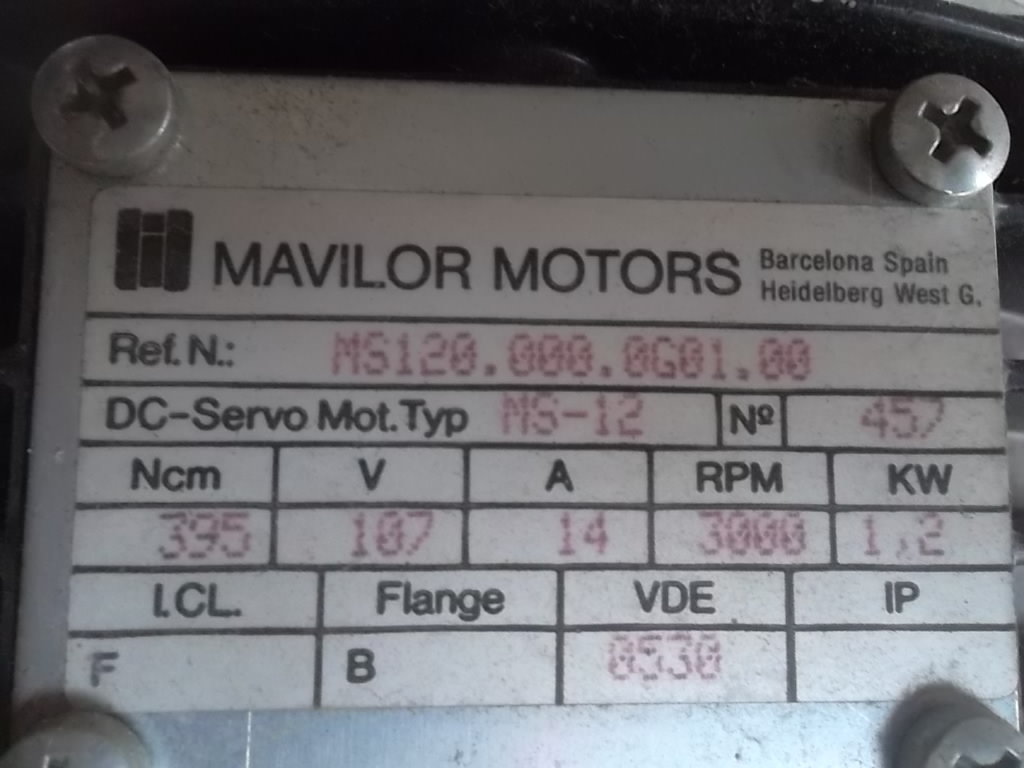 MAVILOR MOTORS Barcelona Spain
Heidelberg West G.
Ref. N.: MS120.000.0G01.00
DC-Servo Mot. Typ MS-12 Nº 457
Ncm V A RPM KW
395 107 14 3000 1,2
I.CL. Flange VDE IP
F B 0530